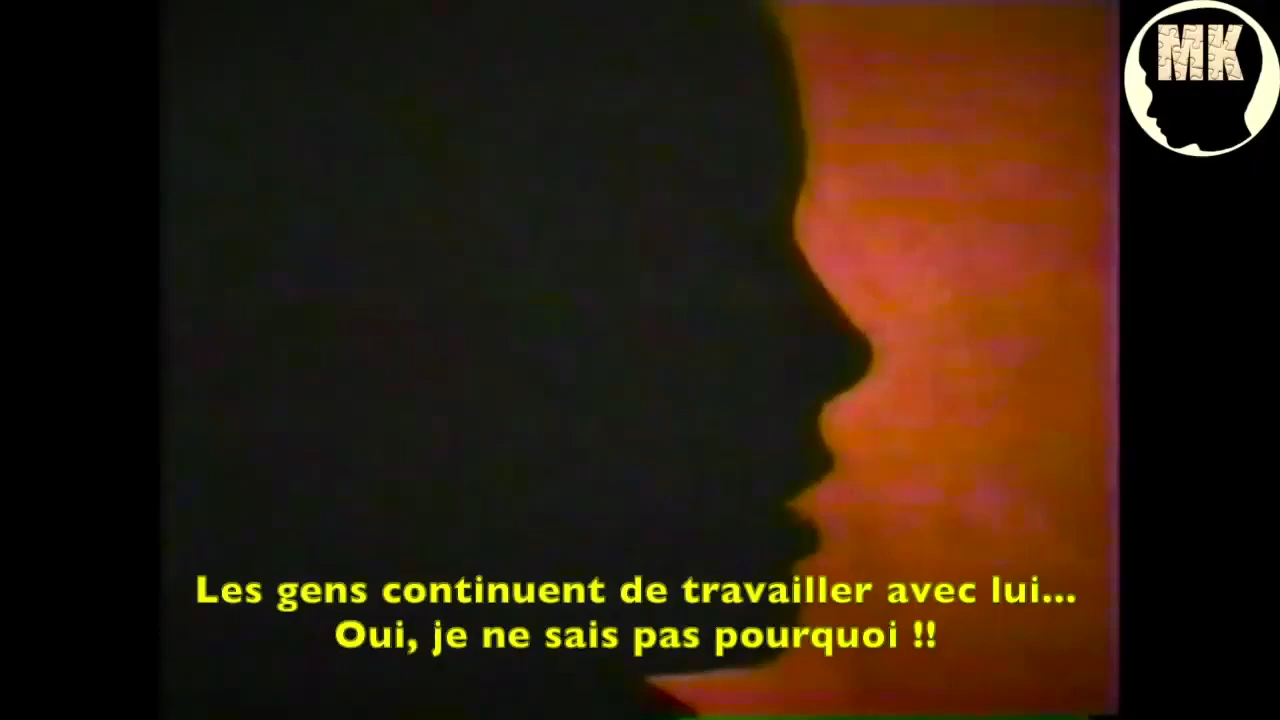 MK
Les gens continuent de travailler avec lui...
Oui, je ne sais pas pourquoi !!